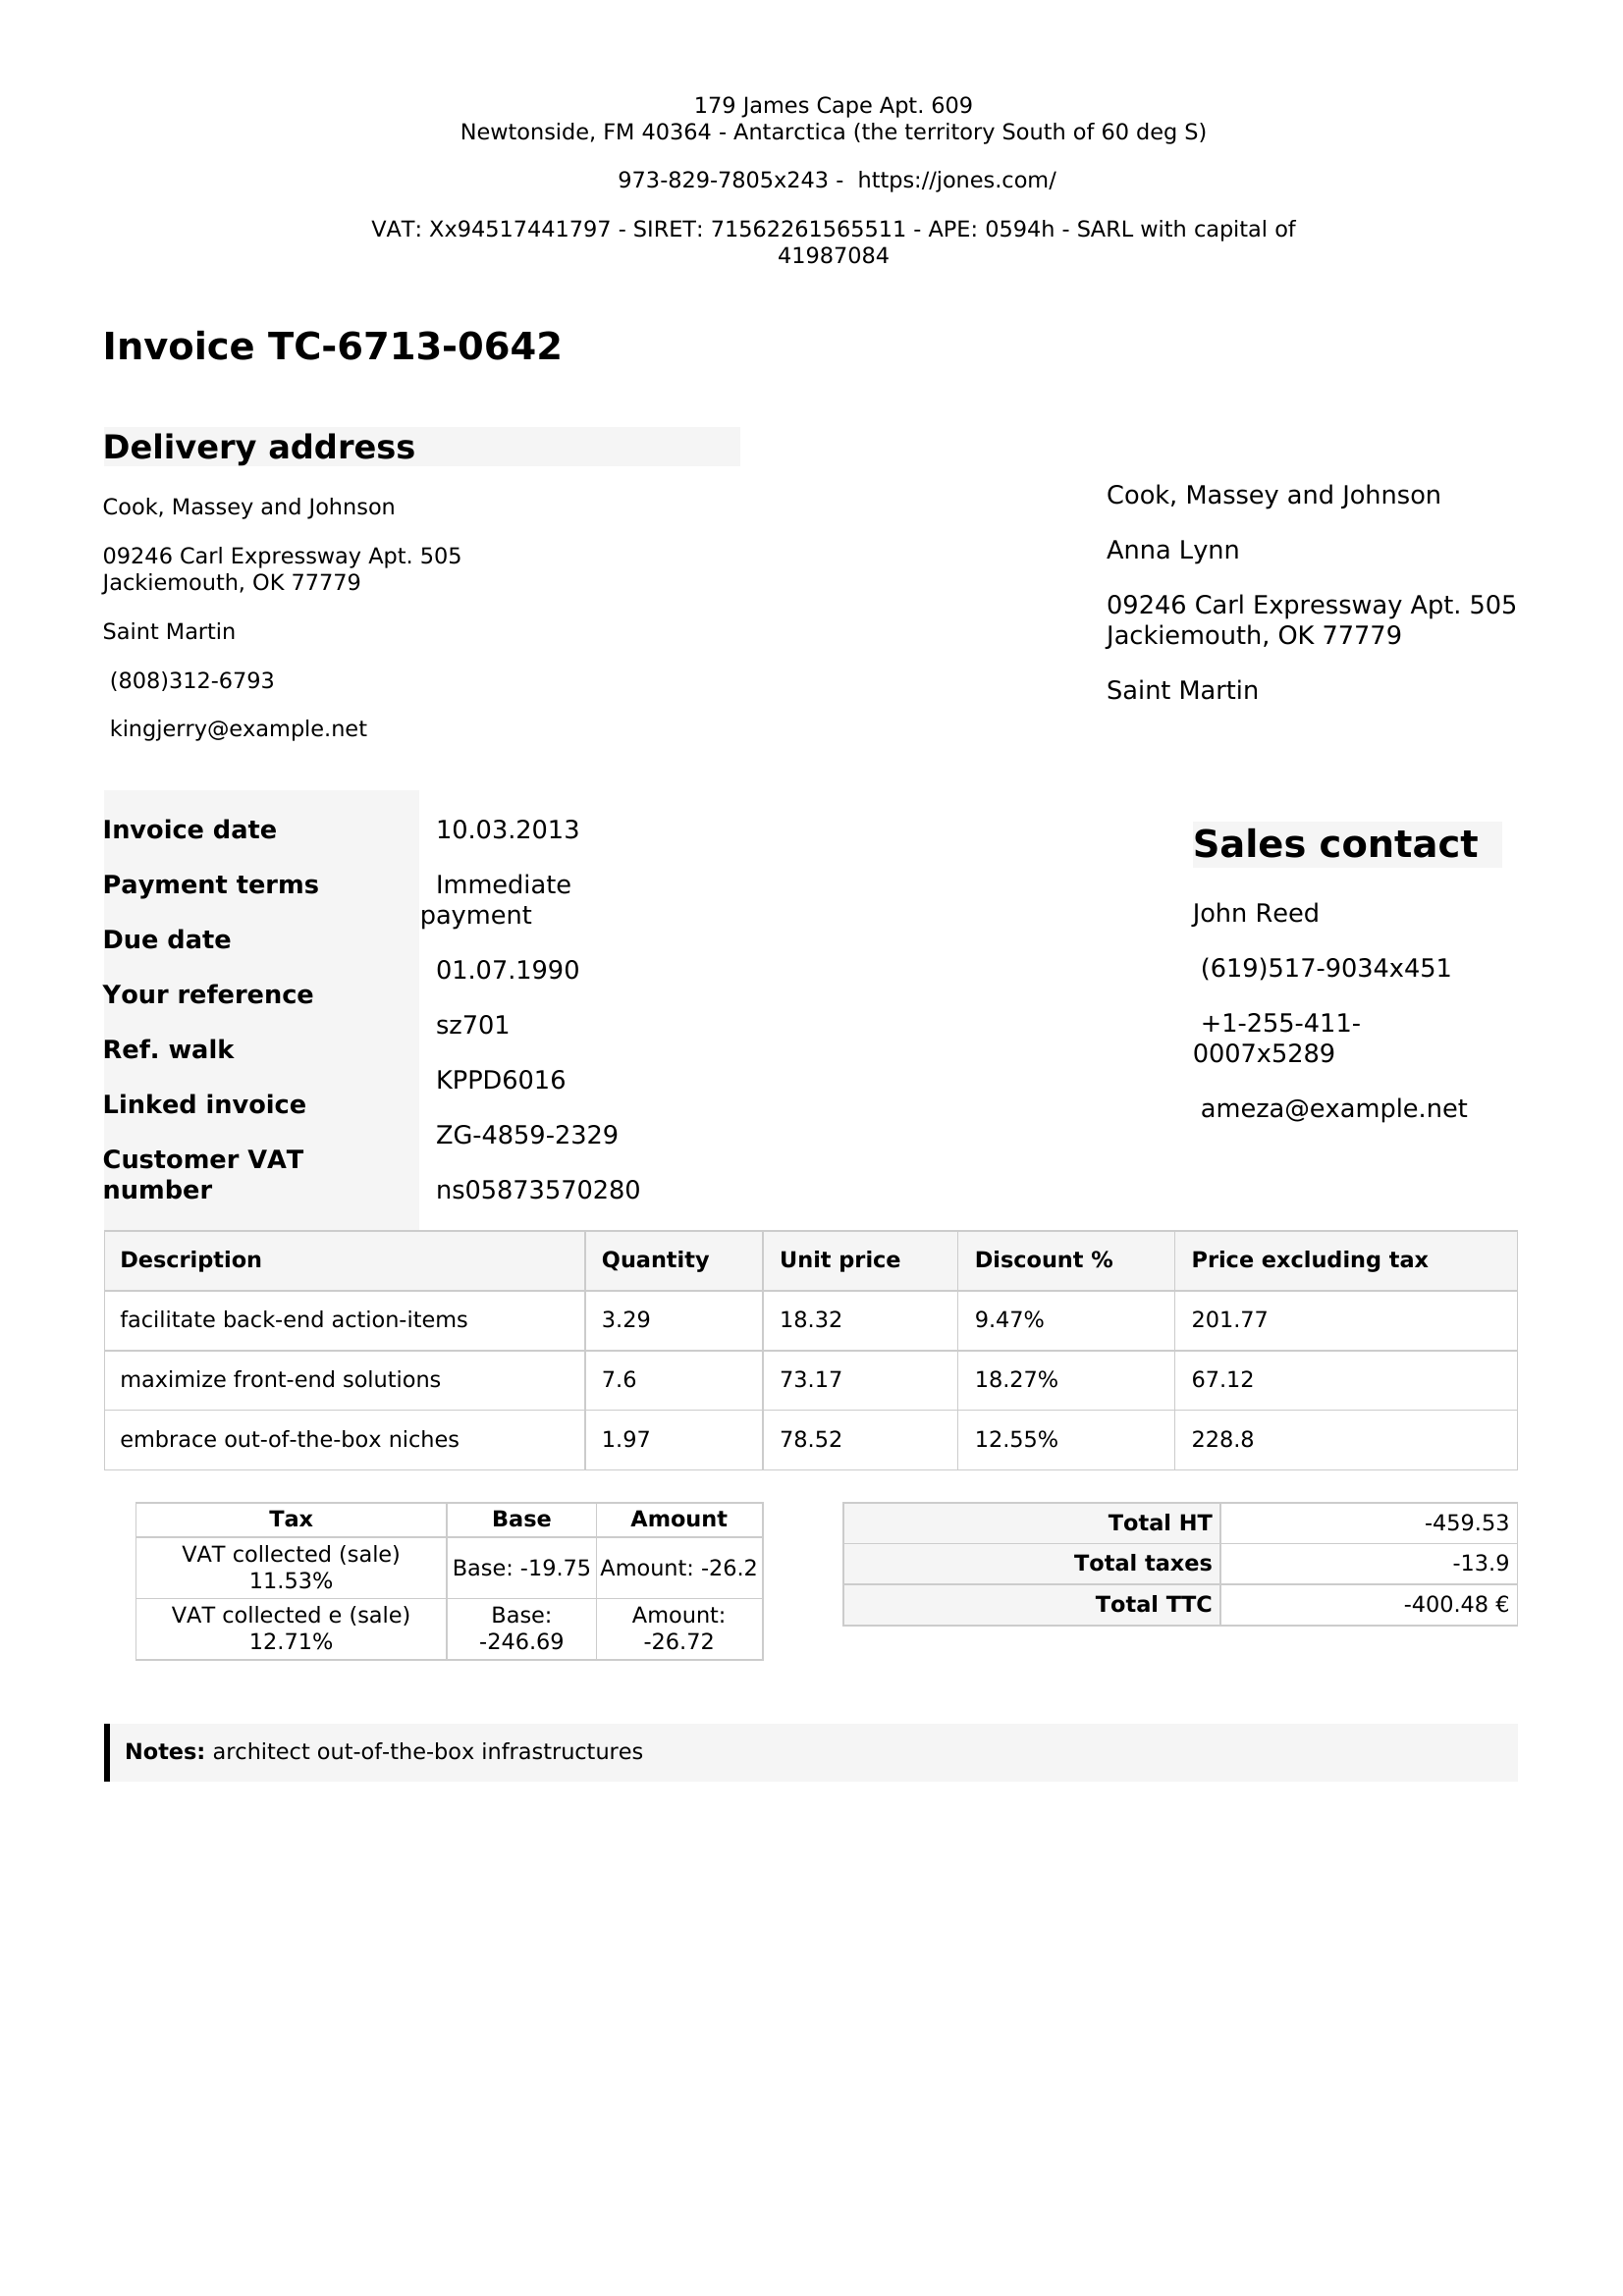 179 James Cape Apt. 609
Newtonside, FM 40364 - Antarctica (the territory South of 60 deg S)
973-829-7805x243 - https://jones.com/
VAT: Xx94517441797 - SIRET: 71562261565511 - APE: 0594h - SARL with capital of
41987084
Invoice TC-6713-0642
Delivery address
Cook, Massey and Johnson
09246 Carl Expressway Apt. 505
Jackiemouth, OK 77779
Saint Martin
(808)312-6793
kingjerry@example.net
Cook, Massey and Johnson
Anna Lynn
09246 Carl Expressway Apt. 505
Jackiemouth, OK 77779
Saint Martin
Invoice date
Payment terms
Due date
Your reference
Ref. walk
Linked invoice
Customer VAT
number
10.03.2013
Immediate
payment
01.07.1990
sz701
KPPD6016
ZG-4859-2329
ns05873570280
Sales contact
John Reed
(619)517-9034x451
+1-255-411-
0007x5289
ameza@example.net
Description Quantity Unit price Discount % Price excluding tax
facilitate back-end action-items 3.29 18.32 9.47% 201.77
maximize front-end solutions 7.6 73.17 18.27% 67.12
embrace out-of-the-box niches 1.97 78.52 12.55% 228.8
Tax Base Amount
VAT collected (sale)
11.53%
Base: -19.75 Amount: -26.2
VAT collected e (sale)
12.71%
Base:
-246.69
Amount:
-26.72
Total HT -459.53
Total taxes -13.9
Total TTC -400.48 €
Notes: architect out-of-the-box infrastructures